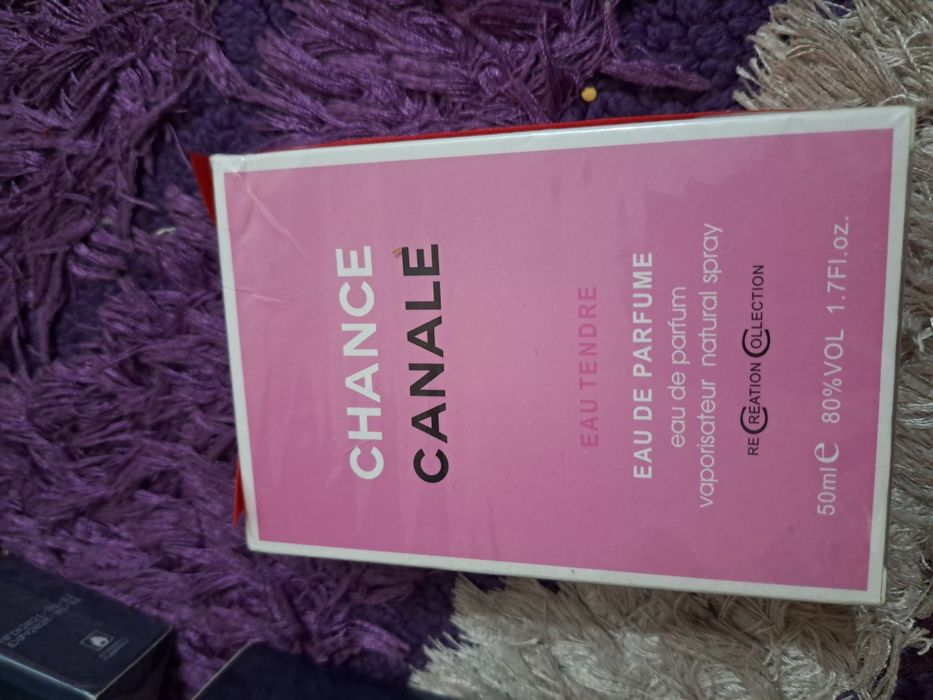 CHANCE
CANALE
EAU TENDRE
EAU DE PARFUME
eau de parfum
vaporisateur natural spray
RECREATION COLLECTION
50ml e 80%VOL 1.7Fl.oz.